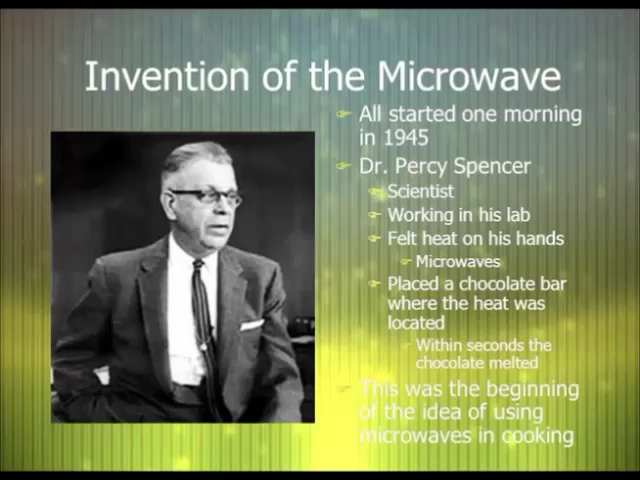 Invention of the Microwave
All started one morning
in 1945
Dr. Percy Spencer
Scientist
Working in his lab
Felt heat on his hands
Microwaves
Placed a chocolate bar
where the heat was
located
Within seconds the
chocolate melted
This was the beginning
of the idea of using
microwaves in cooking